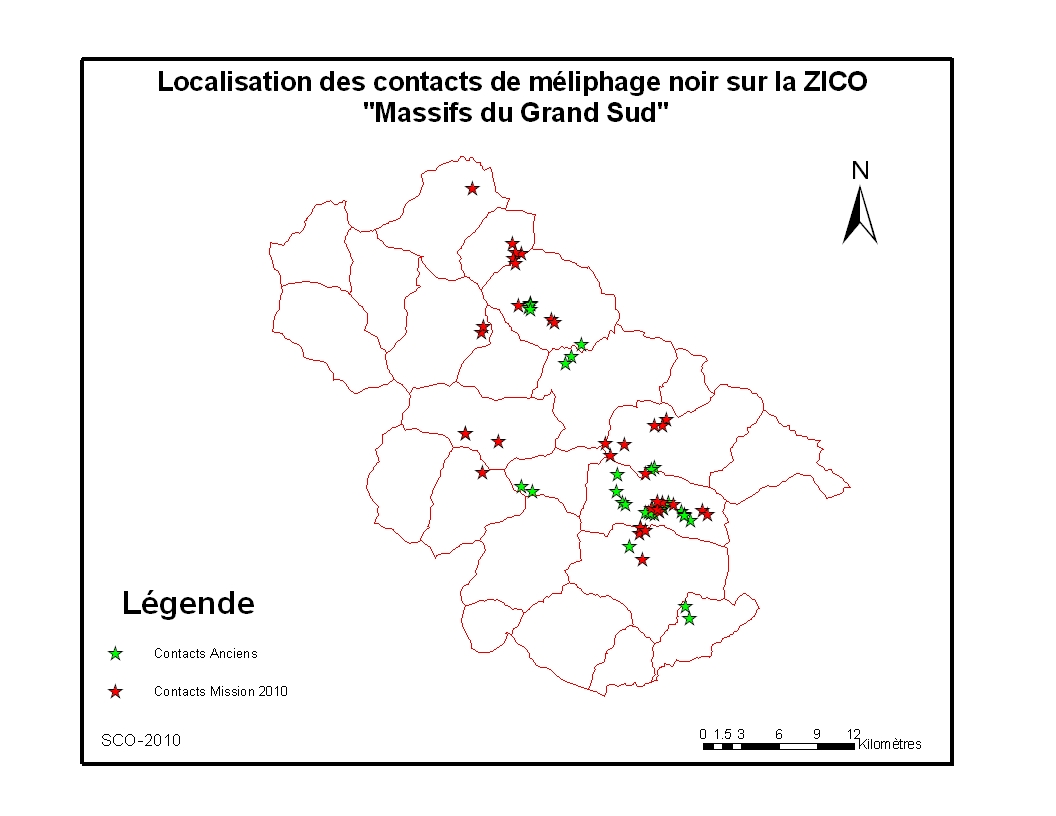 Localisation des contacts de méliphage noir sur la ZICO
"Massifs du Grand Sud"
N
Légende
Contacts Anciens
Contacts Mission 2010
SCO-2010
0 1.5 3 6 9 12
Kilomètres